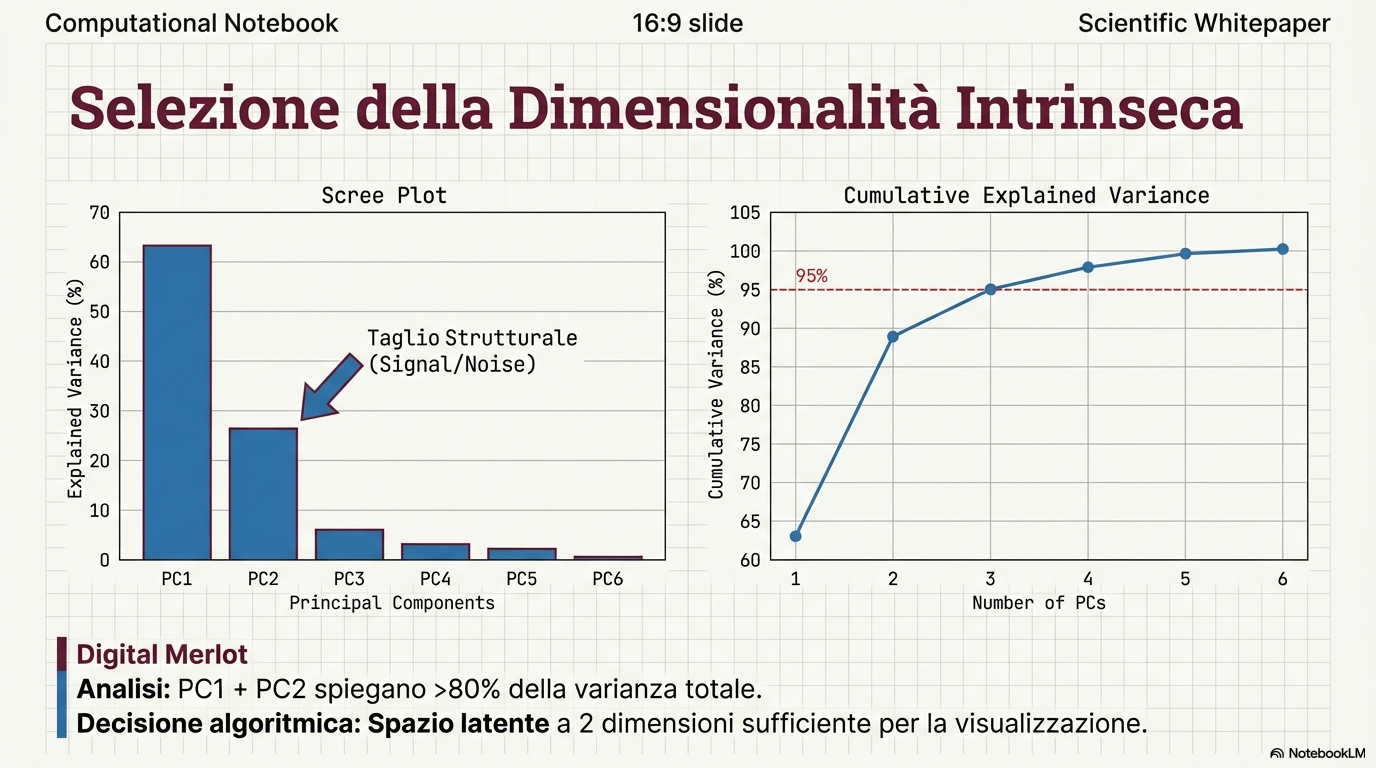 Computational Notebook
16:9 slide
Scientific Whitepaper
Selezione della Dimensionalità Intrinseca
Scree Plot
70
60
50
40
30
20
10
0
Explained Variance (%)
Taglio Strutturale
(Signal/Noise)
PC1 PC2 PC3 PC4 PC5 PC6
Principal Components
Cumulative Explained Variance
105
100
95
90
85
80
75
70
65
60
Cumulative Variance (%)
95%
1 2 3 4 5 6
Number of PCs
Digital Merlot
Analisi: PC1 + PC2 spiegano >80% della varianza totale.
Decisione algoritmica: Spazio latente a 2 dimensioni sufficiente per la visualizzazione.
NotebookLM